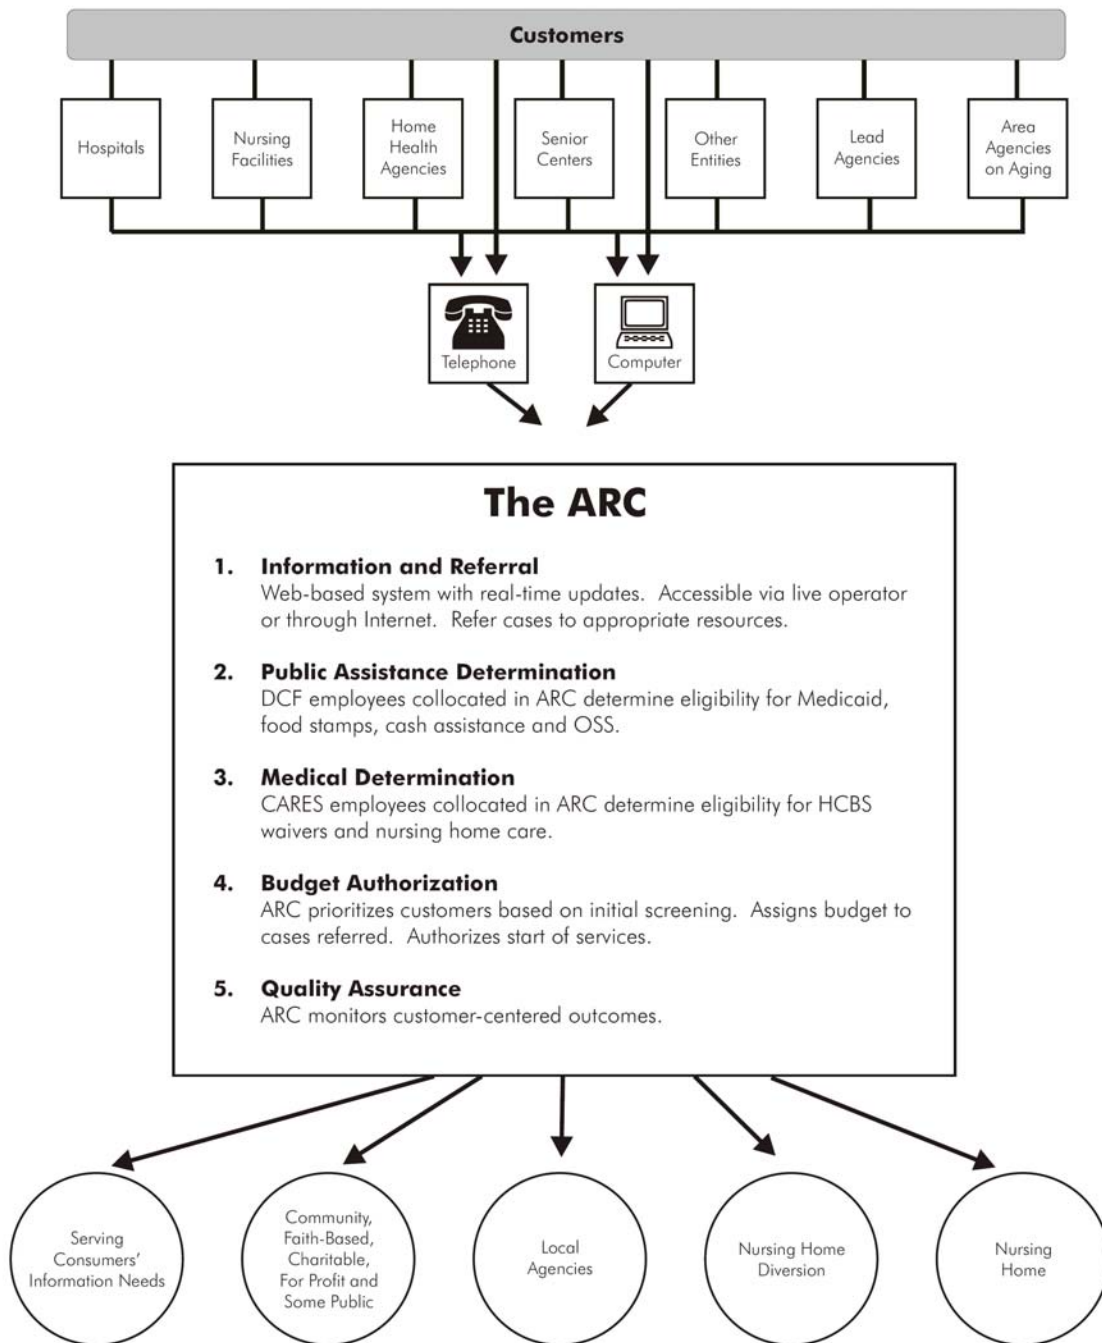 Customers
Hospitals
Nursing
Facilities
Home
Health
Agencies
Senior
Centers
Other
Entities
Lead
Agencies
Area
Agencies
on Aging
Telephone
Computer
The ARC
1. Information and Referral
Web-based system with real-time updates. Accessible via live operator
or through Internet. Refer cases to appropriate resources.
2. Public Assistance Determination
DCF employees collocated in ARC determine eligibility for Medicaid,
food stamps, cash assistance and OSS.
3. Medical Determination
CARES employees collocated in ARC determine eligibility for HCBS
waivers and nursing home care.
4. Budget Authorization
ARC prioritizes customers based on initial screening. Assigns budget to
cases referred. Authorizes start of services.
5. Quality Assurance
ARC monitors customer-centered outcomes.
Serving
Consumers'
Information Needs
Community,
Faith-Based,
Charitable,
For Profit and
Some Public
Local
Agencies
Nursing Home
Diversion
Nursing
Home